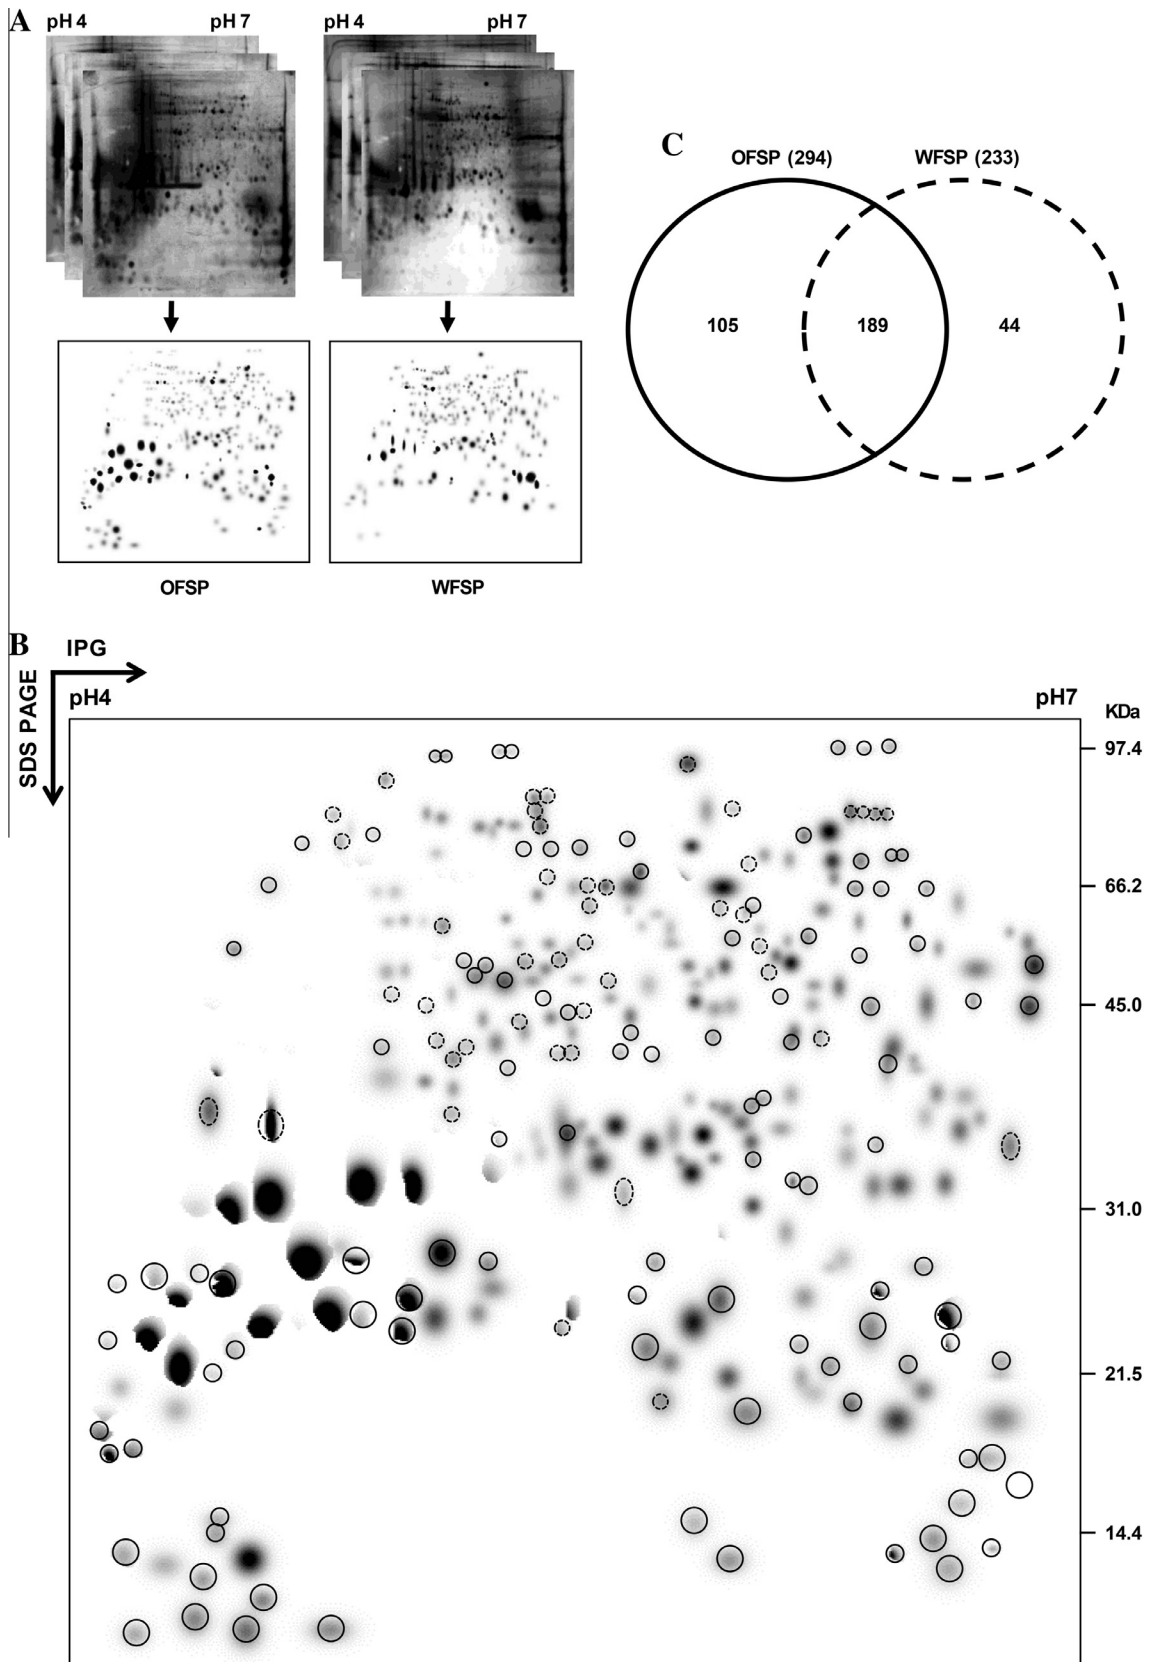 A
pH 4
pH 7
pH 4
pH 7
OFSP
WFSP
C
OFSP (294)
WFSP (233)
105
189
44
B
IPG
SDS PAGE
pH4
pH7
KDa
97.4
66.2
45.0
31.0
21.5
14.4